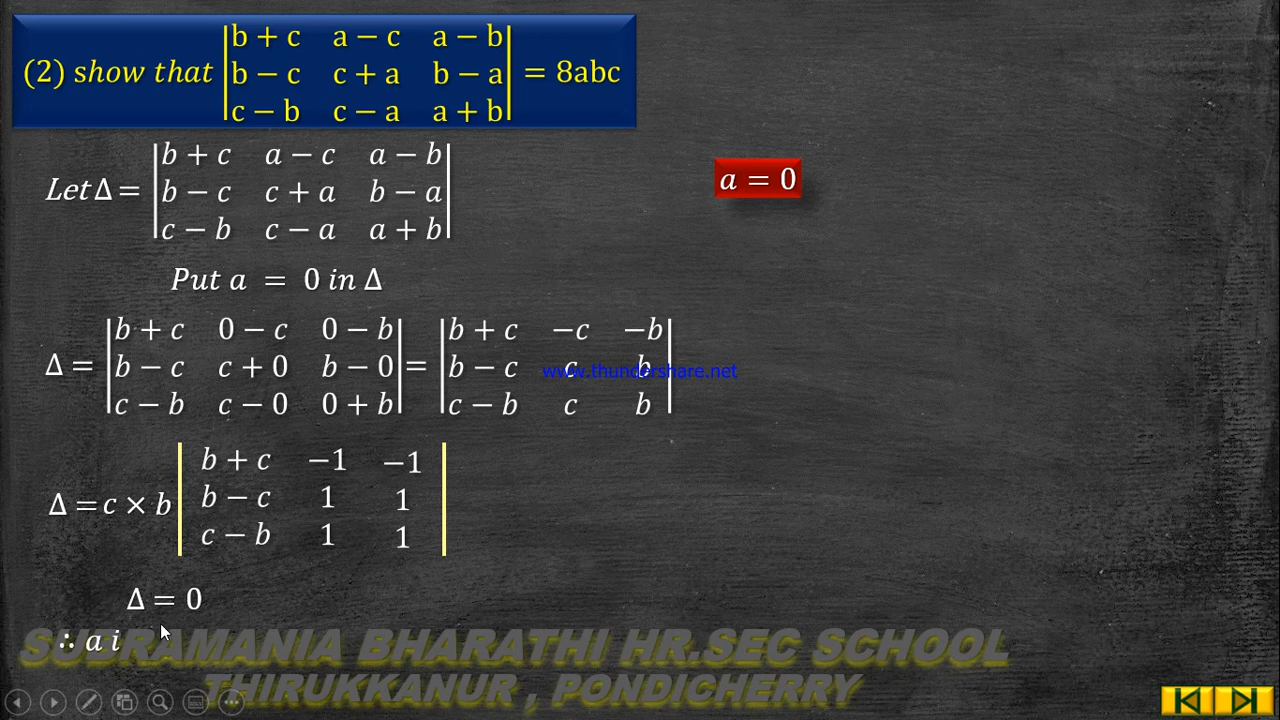 (2) show that |b + c a − c a − b|
|b − c c + a b − a| = 8abc
|c − b c − a a + b|
Let Δ = |b + c a − c a − b|
|b − c c + a b − a|
|c − b c − a a + b|
a = 0
Put a = 0 in Δ
Δ = |b + c 0 − c 0 − b| = |b + c −c −b|
|b − c c + 0 b − 0| |b − c c b|
|c − b c − 0 0 + b| |c − b c b|
www.thundershare.net
Δ = c × b |b + c −1 −1|
|b − c 1 1|
|c − b 1 1|
Δ = 0
∴ a i
SUBRAMANIA BHARATHI HR.SEC SCHOOL
THIRUKKANUR , PONDICHERRY